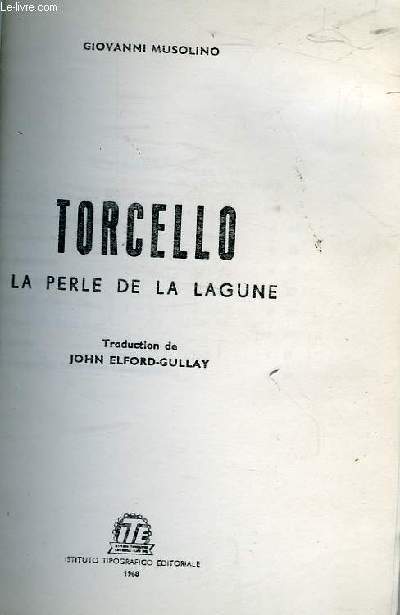 Le-livre.com
GIOVANNI MUSOLINO
TORCELLO
LA PERLE DE LA LAGUNE
Traduction de
JOHN ELFORD-GULLAY
ITE
ISTITUTO TIPOGRAFICO EDITORIALE
1968